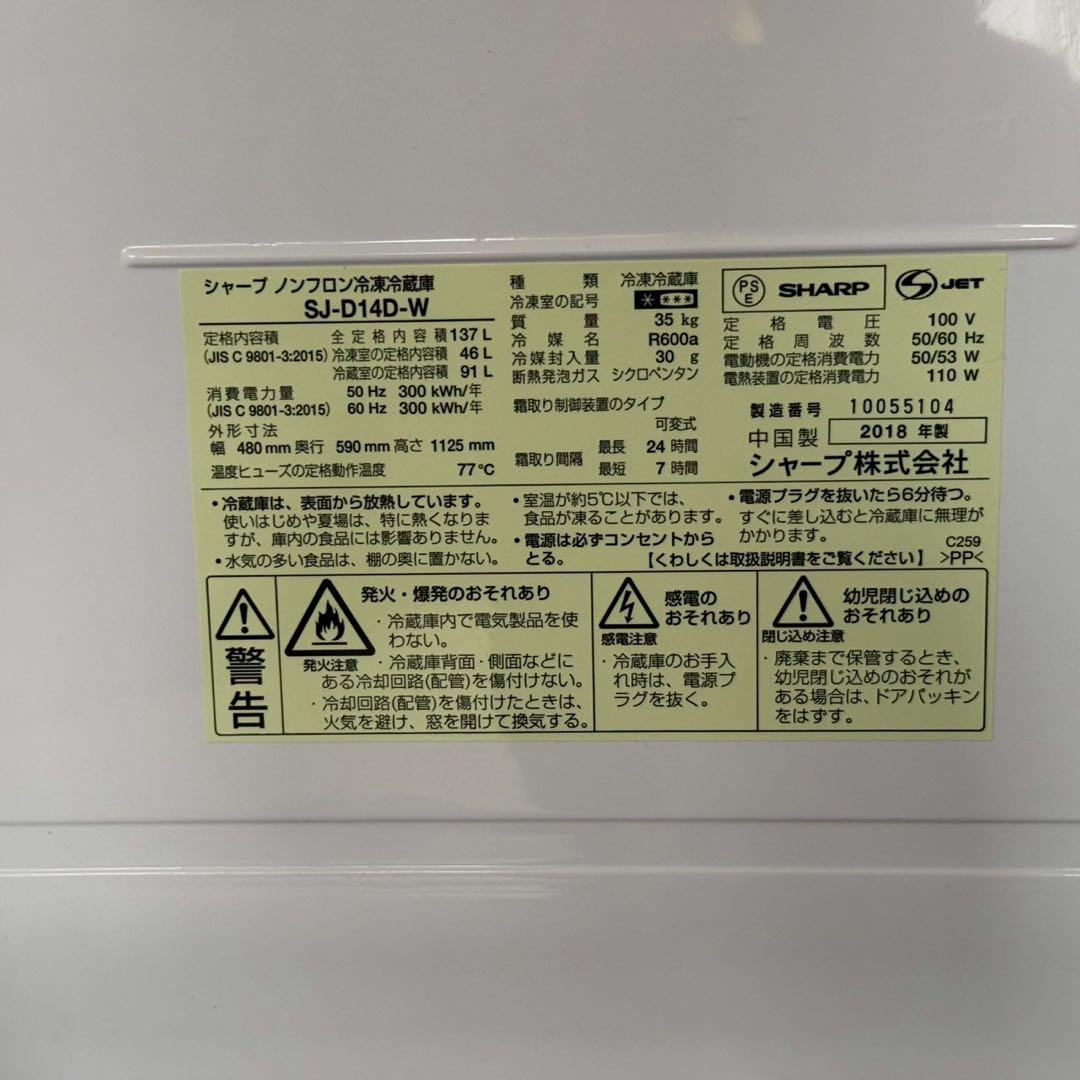 シャープ ノンフロン冷凍冷蔵庫
SJ-D14D-W
定格内容積 全定格内容積 137 L
(JIS C 9801-3:2015) 冷凍室の定格内容積 46 L
冷蔵室の定格内容積 91 L
消費電力量 50 Hz 300 kWh/年
(JIS C 9801-3:2015) 60 Hz 300 kWh/年
外形寸法
幅 480 mm 奥行 590 mm 高さ 1125 mm
温度ヒューズの定格動作温度 77℃
種類 冷凍冷蔵庫
冷凍室の記号 ＊＊＊＊
質量 35 kg
冷媒名 R600a
冷媒封入量 30 g
断熱発泡ガス シクロペンタン
霜取り制御装置のタイプ
可変式
霜取り間隔 最長 24 時間
最短 7 時間
PS
E
SHARP
S JET
定格電圧 100 V
定格周波数 50/60 Hz
電動機の定格消費電力 50/53 W
電熱装置の定格消費電力 110 W
製造番号 10055104
中国製 2018 年製
シャープ株式会社
・冷蔵庫は、表面から放熱しています。
使いはじめや夏場は、特に熱くなりま
すが、庫内の食品には影響ありません。
・水気の多い食品は、棚の奥に置かない。
・室温が約5℃以下では、
食品が凍ることがあります。
・電源は必ずコンセントから
とる。
・電源プラグを抜いたら6分待つ。
すぐに差し込むと冷蔵庫に無理が
かかります。
C259
【くわしくは取扱説明書をご覧ください】 >PP<
警告
発火・爆発のおそれあり
発火注意
・冷蔵庫内で電気製品を使
わない。
・冷蔵庫背面・側面などに
ある冷却回路(配管)を傷付けない。
・冷却回路(配管)を傷付けたときは、
火気を避け、窓を開けて換気する。
感電の
おそれあり
感電注意
・冷蔵庫のお手入
れ時は、電源プ
ラグを抜く。
幼児閉じ込めの
おそれあり
閉じ込め注意
・廃棄まで保管するとき、
幼児閉じ込めのおそれが
ある場合は、ドアパッキン
をはずす。